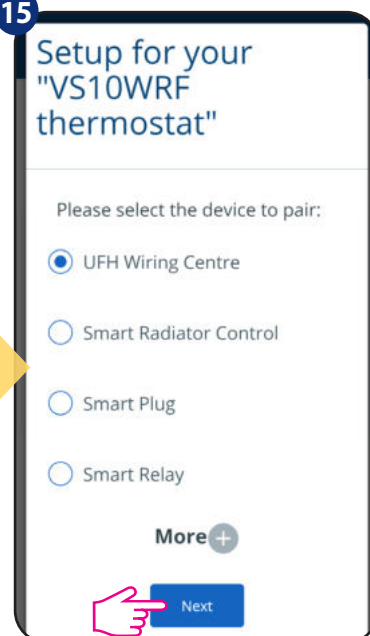 15
Setup for your
"VS10WRF
thermostat"
Please select the device to pair:
UFH Wiring Centre
Smart Radiator Control
Smart Plug
Smart Relay
More
Next